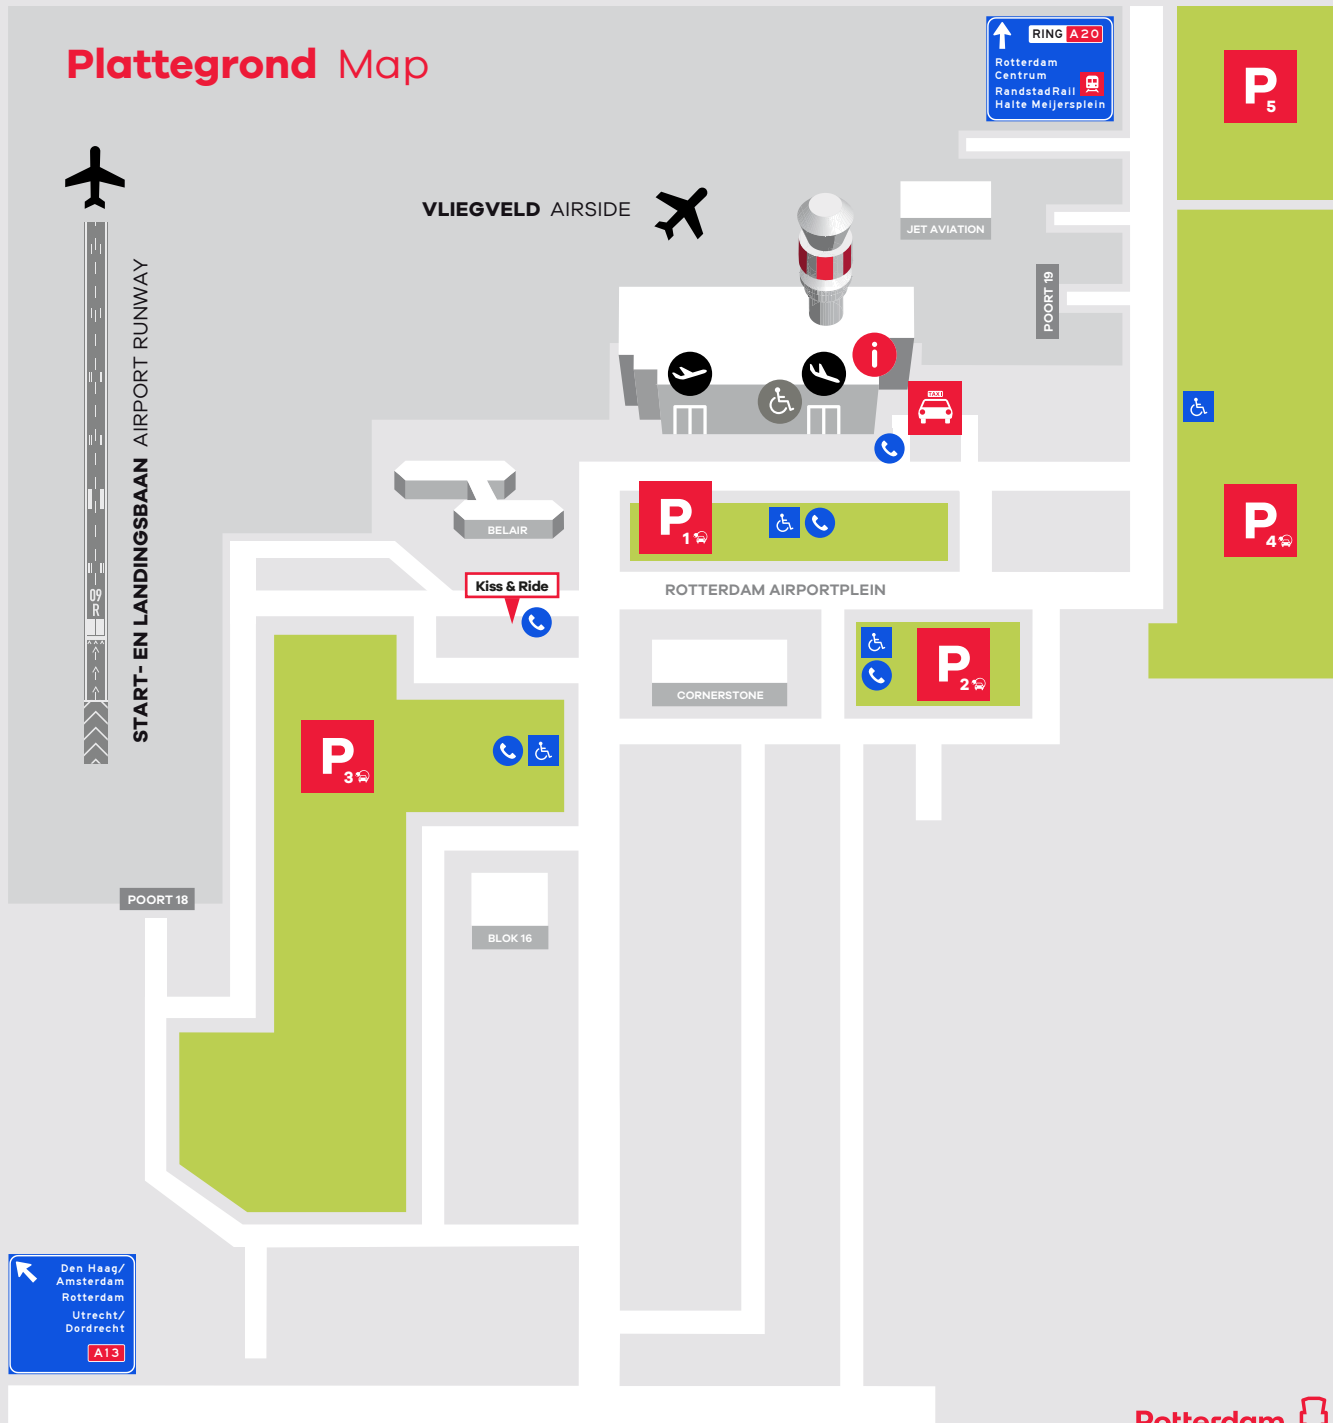 Plattegrond Map
RING A20
Rotterdam
Centrum
RandstadRail
Halte Meijersplein
P
5
VLIEGVELD AIRSIDE
JET AVIATION
POORT 19
START- EN LANDINGSBAAN AIRPORT RUNWAY
TAXI
P
1
P
4
BELAIR
09
R
Kiss & Ride
ROTTERDAM AIRPORTPLEIN
P
2
CORNERSTONE
P
3
POORT 18
BLOK 16
Den Haag/
Amsterdam
Rotterdam
Utrecht/
Dordrecht
A13
Rotterdam